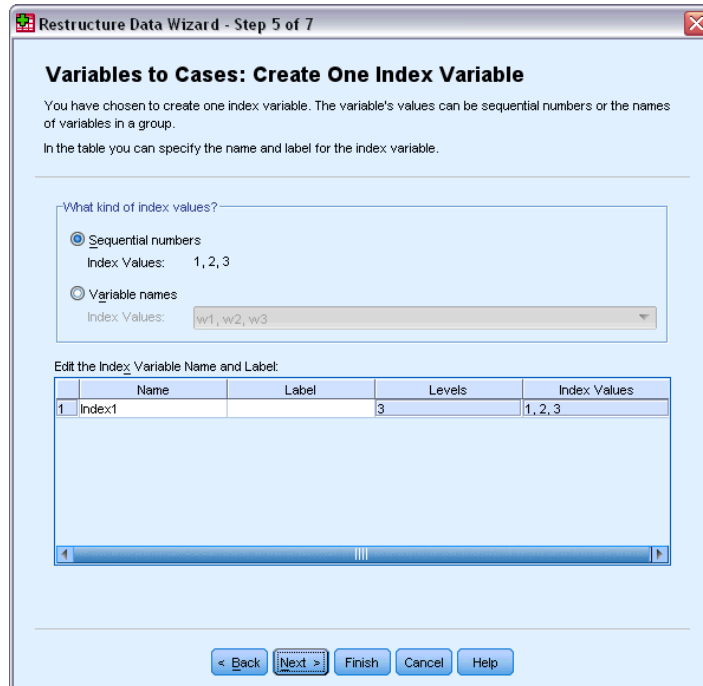 Restructure Data Wizard - Step 5 of 7
Variables to Cases: Create One Index Variable
You have chosen to create one index variable. The variable's values can be sequential numbers or the names
of variables in a group.
In the table you can specify the name and label for the index variable.
What kind of index values?
Sequential numbers
Index Values: 1, 2, 3
Variable names
Index Values: w1, w2, w3
Edit the Index Variable Name and Label:
Name Label Levels Index Values
1 Index1 3 1, 2, 3
< Back Next > Finish Cancel Help